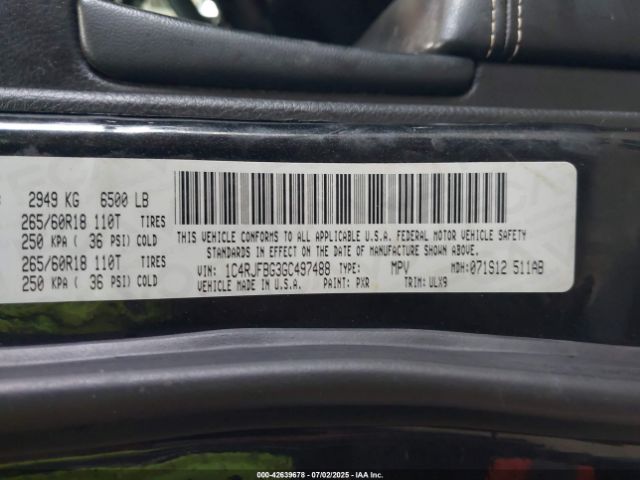 2949 KG 6500 LB
265/60R18 110T TIRES
250 KPA ( 36 PSI) COLD
265/60R18 110T TIRES
250 KPA ( 36 PSI) COLD
THIS VEHICLE CONFORMS TO ALL APPLICABLE U.S.A. FEDERAL MOTOR VEHICLE SAFETY
STANDARDS IN EFFECT ON THE DATE OF MANUFACTURE SHOWN ABOVE.
VIN: 1C4RJFBG3GC497488 TYPE: MPV MDH: 071512 511AB
VEHICLE MADE IN U.S.A. PAINT: PXR TRIM: ULX9
000-42639678 - 07/02/2025 - IAA Inc.